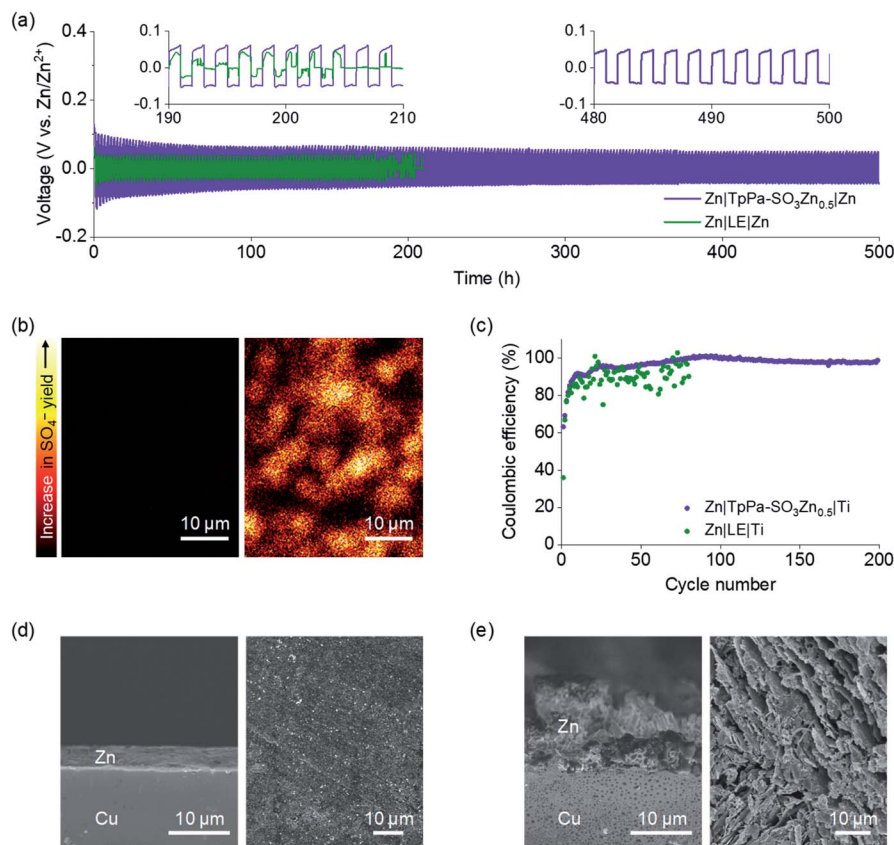 (a)
0.1
0.0
-0.1
190
200
210
0.1
0.0
-0.1
480
490
500
Voltage (V vs. Zn/Zn²⁺)
0.4
0.2
0.0
-0.2
0
100
200
300
400
500
Time (h)
Zn|TpPa-SO₃Zn₀.₅|Zn
Zn|LE|Zn
(b)
Increase in SO₄⁻ yield
10 µm
10 µm
(c)
Coulombic efficiency (%)
100
80
60
40
20
0
0
50
100
150
200
Cycle number
Zn|TpPa-SO₃Zn₀.₅|Ti
Zn|LE|Ti
(d)
Zn
Cu
10 µm
10 µm
(e)
Zn
Cu
10 µm
10 µm